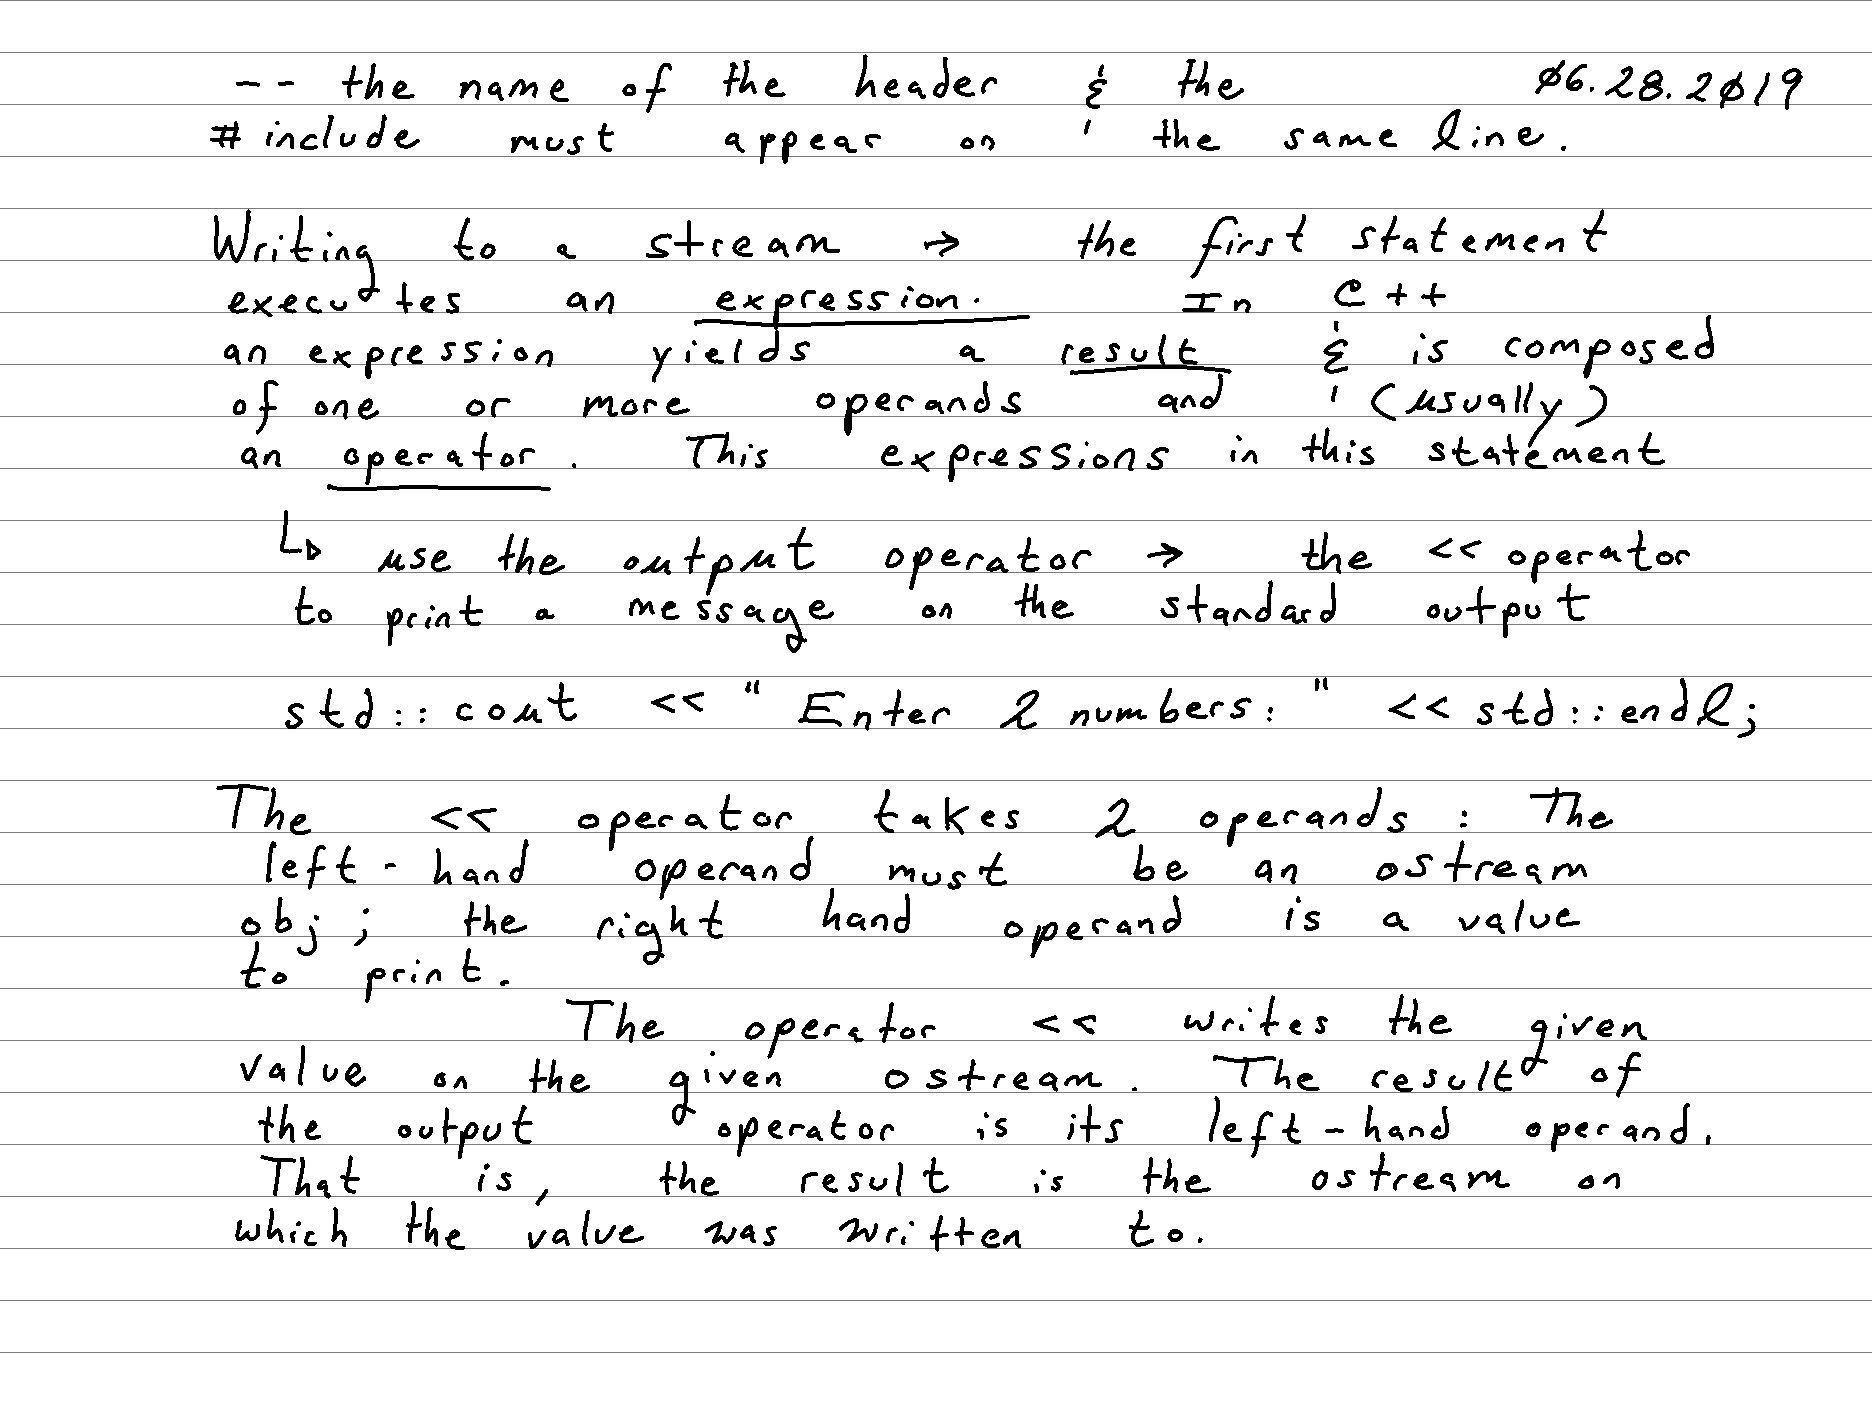 -- the name of the header & the 06.28.2019
# include must appear on the same line.
Writing to a stream → the first statement
executes an expression. In C++
an expression yields a result & is composed
of one or more operands and (usually)
an operator. This expressions in this statement
↳ use the output operator → the << operator
to print a message on the standard output
std::cout << " Enter 2 numbers: " << std::endl;
The << operator takes 2 operands: The
left-hand operand must be an ostream
obj; the right hand operand is a value
to print.
The operator << writes the given
value on the given ostream. The result of
the output operator is its left-hand operand.
That is, the result is the ostream on
which the value was written to.